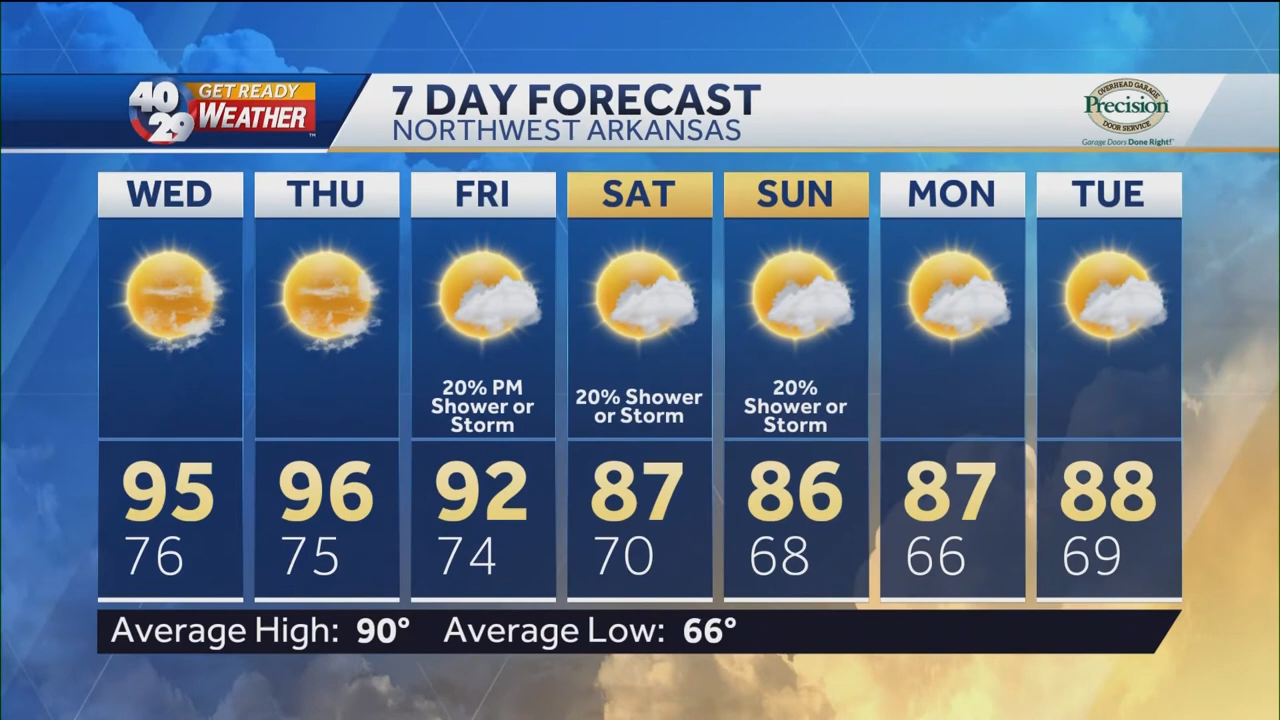 40
29
GET READY
WEATHER™
7 DAY FORECAST
NORTHWEST ARKANSAS
OVERHEAD GARAGE
Precision
DOOR SERVICE
Garage Doors Done Right!
WED THU FRI SAT SUN MON TUE
20% PM
Shower or
Storm
20% Shower
or Storm
20%
Shower or
Storm
95 96 92 87 86 87 88
76 75 74 70 68 66 69
Average High: 90° Average Low: 66°